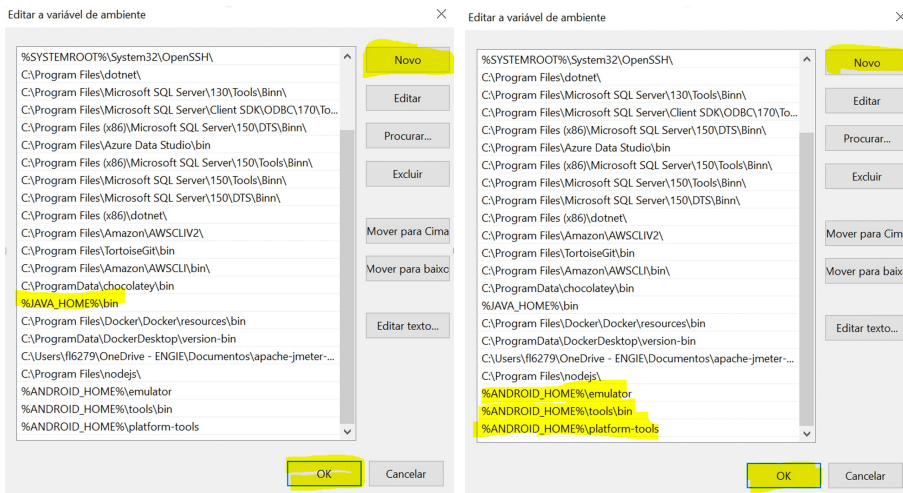 Editar a variável de ambiente
%SYSTEMROOT%\System32\OpenSSH\
C:\Program Files\dotnet\
C:\Program Files\Microsoft SQL Server\130\Tools\Binn\
C:\Program Files\Microsoft SQL Server\Client SDK\ODBC\170\To...
C:\Program Files (x86)\Microsoft SQL Server\150\DTS\Binn\
C:\Program Files\Azure Data Studio\bin
C:\Program Files (x86)\Microsoft SQL Server\150\Tools\Binn\
C:\Program Files\Microsoft SQL Server\150\Tools\Binn\
C:\Program Files\Microsoft SQL Server\150\DTS\Binn\
C:\Program Files (x86)\dotnet\
C:\Program Files\Amazon\AWSCLIV2\
C:\Program Files\TortoiseGit\bin
C:\Program Files\Amazon\AWSCLI\bin\
C:\ProgramData\chocolatey\bin
%JAVA_HOME%\bin
C:\Program Files\Docker\Docker\resources\bin
C:\ProgramData\DockerDesktop\version-bin
C:\Users\fl6279\OneDrive - ENGIE\Documentos\apache-jmeter-...
C:\Program Files\nodejs\
%ANDROID_HOME%\emulator
%ANDROID_HOME%\tools\bin
%ANDROID_HOME%\platform-tools
Novo
Editar
Procurar...
Excluir
Mover para Cima
Mover para baixo
Editar texto...
OK
Cancelar
Editar a variável de ambiente
%SYSTEMROOT%\System32\OpenSSH\
C:\Program Files\dotnet\
C:\Program Files\Microsoft SQL Server\130\Tools\Binn\
C:\Program Files\Microsoft SQL Server\Client SDK\ODBC\170\To...
C:\Program Files (x86)\Microsoft SQL Server\150\DTS\Binn\
C:\Program Files\Azure Data Studio\bin
C:\Program Files (x86)\Microsoft SQL Server\150\Tools\Binn\
C:\Program Files\Microsoft SQL Server\150\Tools\Binn\
C:\Program Files\Microsoft SQL Server\150\DTS\Binn\
C:\Program Files (x86)\dotnet\
C:\Program Files\Amazon\AWSCLIV2\
C:\Program Files\TortoiseGit\bin
C:\Program Files\Amazon\AWSCLI\bin\
C:\ProgramData\chocolatey\bin
%JAVA_HOME%\bin
C:\Program Files\Docker\Docker\resources\bin
C:\ProgramData\DockerDesktop\version-bin
C:\Users\fl6279\OneDrive - ENGIE\Documentos\apache-jmeter-...
C:\Program Files\nodejs\
%ANDROID_HOME%\emulator
%ANDROID_HOME%\tools\bin
%ANDROID_HOME%\platform-tools
Novo
Editar
Procurar...
Excluir
Mover para Cim
Mover para baix
Editar texto...
OK
Cancelar